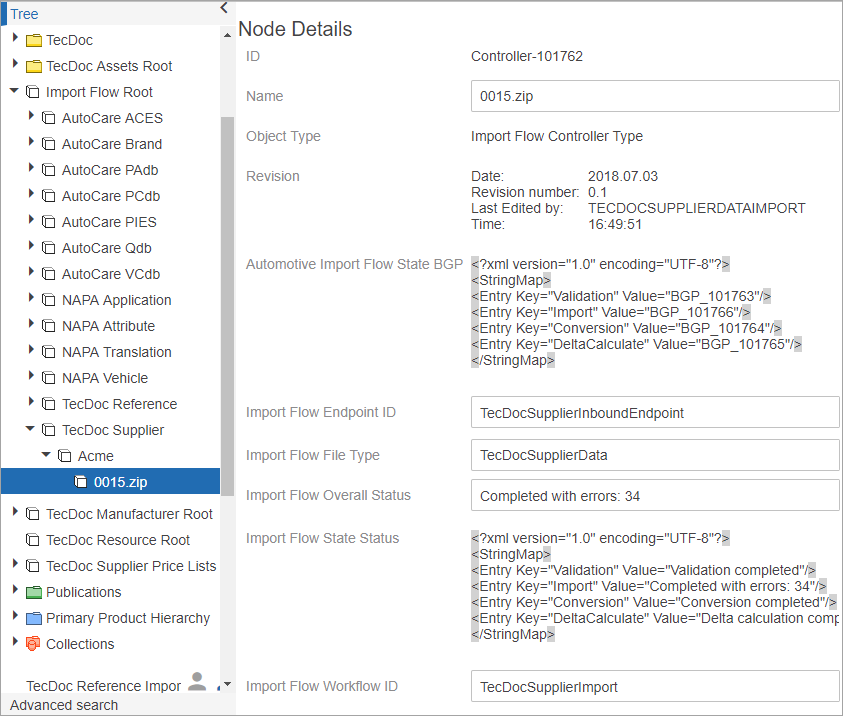 Tree
TecDoc
TecDoc Assets Root
Import Flow Root
AutoCare ACES
AutoCare Brand
AutoCare PAdb
AutoCare PCdb
AutoCare PIES
AutoCare Qdb
AutoCare VCdb
NAPA Application
NAPA Attribute
NAPA Translation
NAPA Vehicle
TecDoc Reference
TecDoc Supplier
Acme
0015.zip
TecDoc Manufacturer Root
TecDoc Resource Root
TecDoc Supplier Price Lists
Publications
Primary Product Hierarchy
Collections
TecDoc Reference Impor
Advanced search
Node Details
ID Controller-101762
Name 0015.zip
Object Type Import Flow Controller Type
Revision Date: 2018.07.03
Revision number: 0.1
Last Edited by: TECDOCSUPPLIERDATAIMPORT
Time: 16:49:51
Automotive Import Flow State BGP <?xml version="1.0" encoding="UTF-8"?>
<StringMap>
<Entry Key="Validation" Value="BGP_101763"/>
<Entry Key="Import" Value="BGP_101766"/>
<Entry Key="Conversion" Value="BGP_101764"/>
<Entry Key="DeltaCalculate" Value="BGP_101765"/>
</StringMap>
Import Flow Endpoint ID TecDocSupplierInboundEndpoint
Import Flow File Type TecDocSupplierData
Import Flow Overall Status Completed with errors: 34
Import Flow State Status <?xml version="1.0" encoding="UTF-8"?>
<StringMap>
<Entry Key="Validation" Value="Validation completed"/>
<Entry Key="Import" Value="Completed with errors: 34"/>
<Entry Key="Conversion" Value="Conversion completed"/>
<Entry Key="DeltaCalculate" Value="Delta calculation comp
</StringMap>
Import Flow Workflow ID TecDocSupplierImport